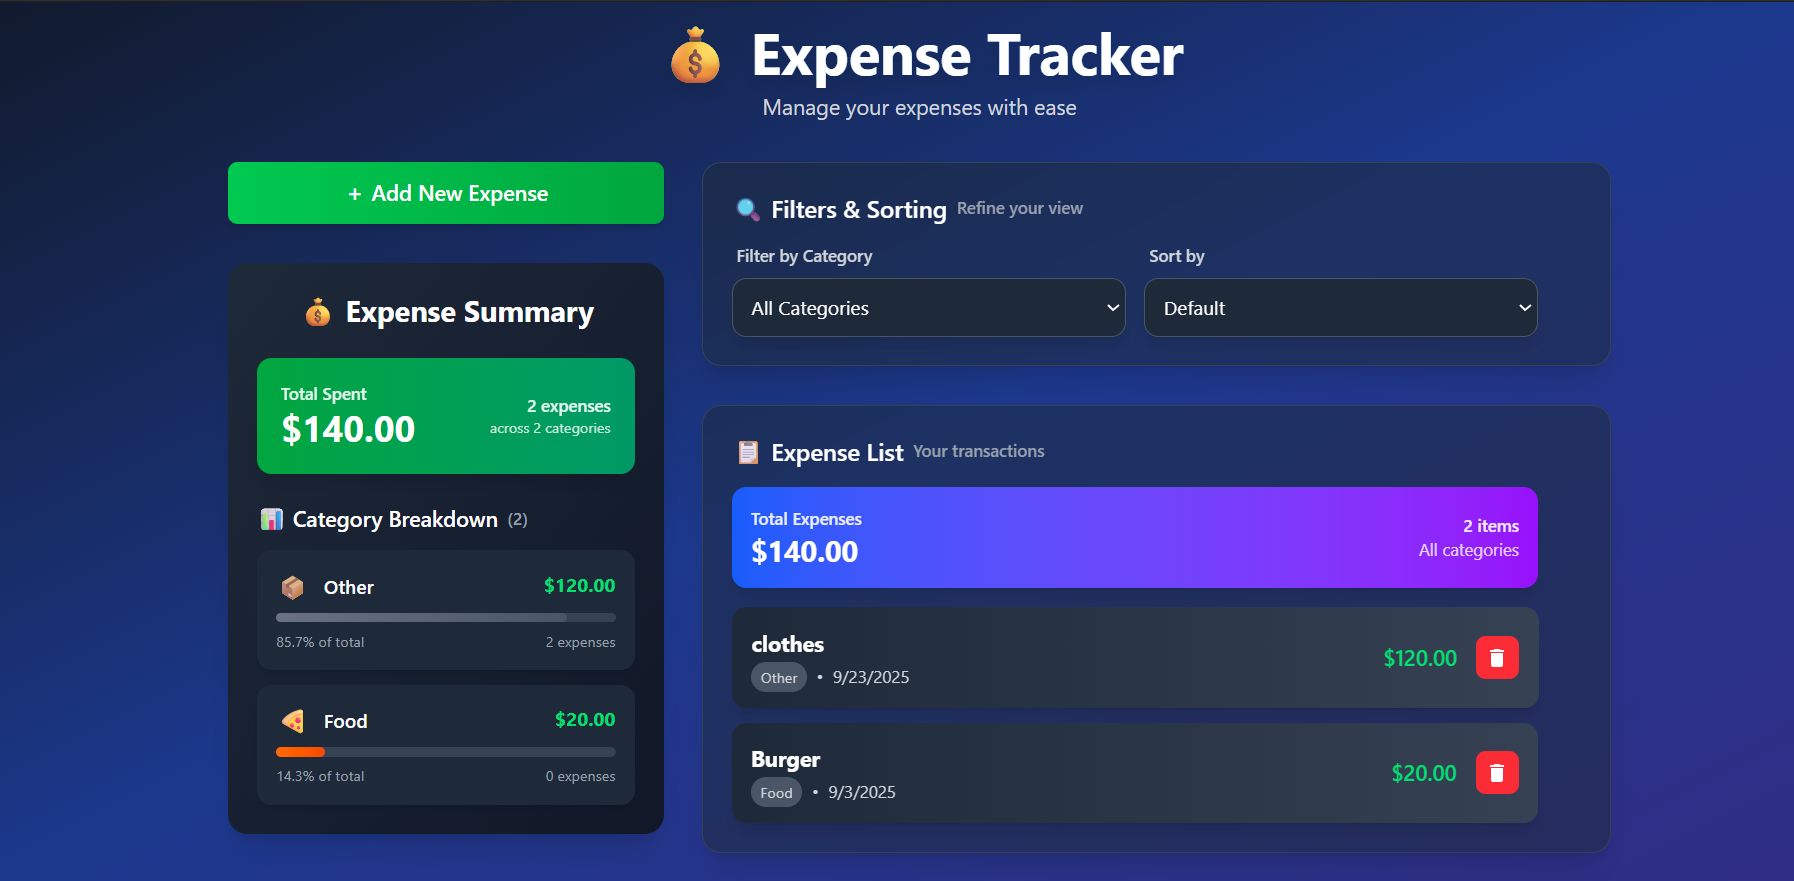 Expense Tracker
Manage your expenses with ease
+ Add New Expense
Expense Summary
Total Spent
$140.00
2 expenses
across 2 categories
Category Breakdown (2)
Other
$120.00
85.7% of total
2 expenses
Food
$20.00
14.3% of total
0 expenses
Filters & Sorting Refine your view
Filter by Category
All Categories
Sort by
Default
Expense List Your transactions
Total Expenses
$140.00
2 items
All categories
clothes
Other • 9/23/2025
$120.00
Burger
Food • 9/3/2025
$20.00